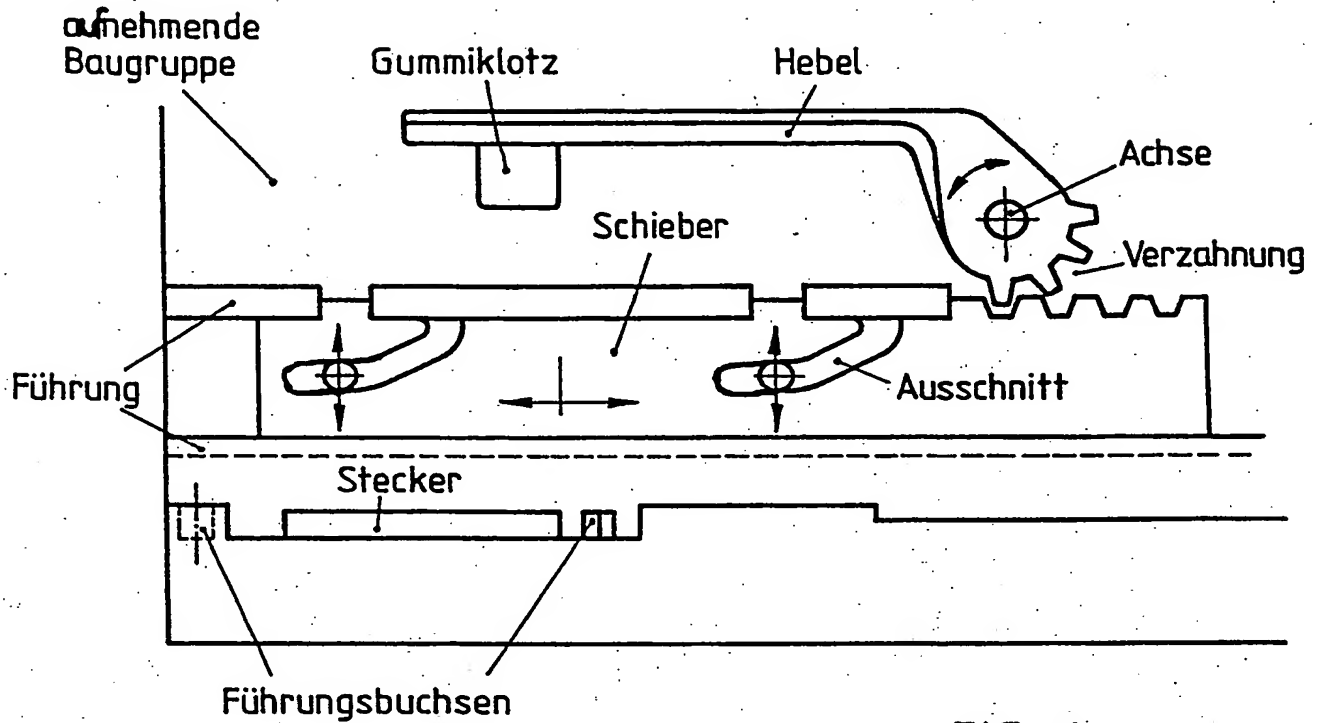 aufnehmende
Baugruppe
Gummiklotz
Hebel
Achse
Schieber
Verzahnung
Führung
Ausschnitt
Stecker
Führungsbuchsen